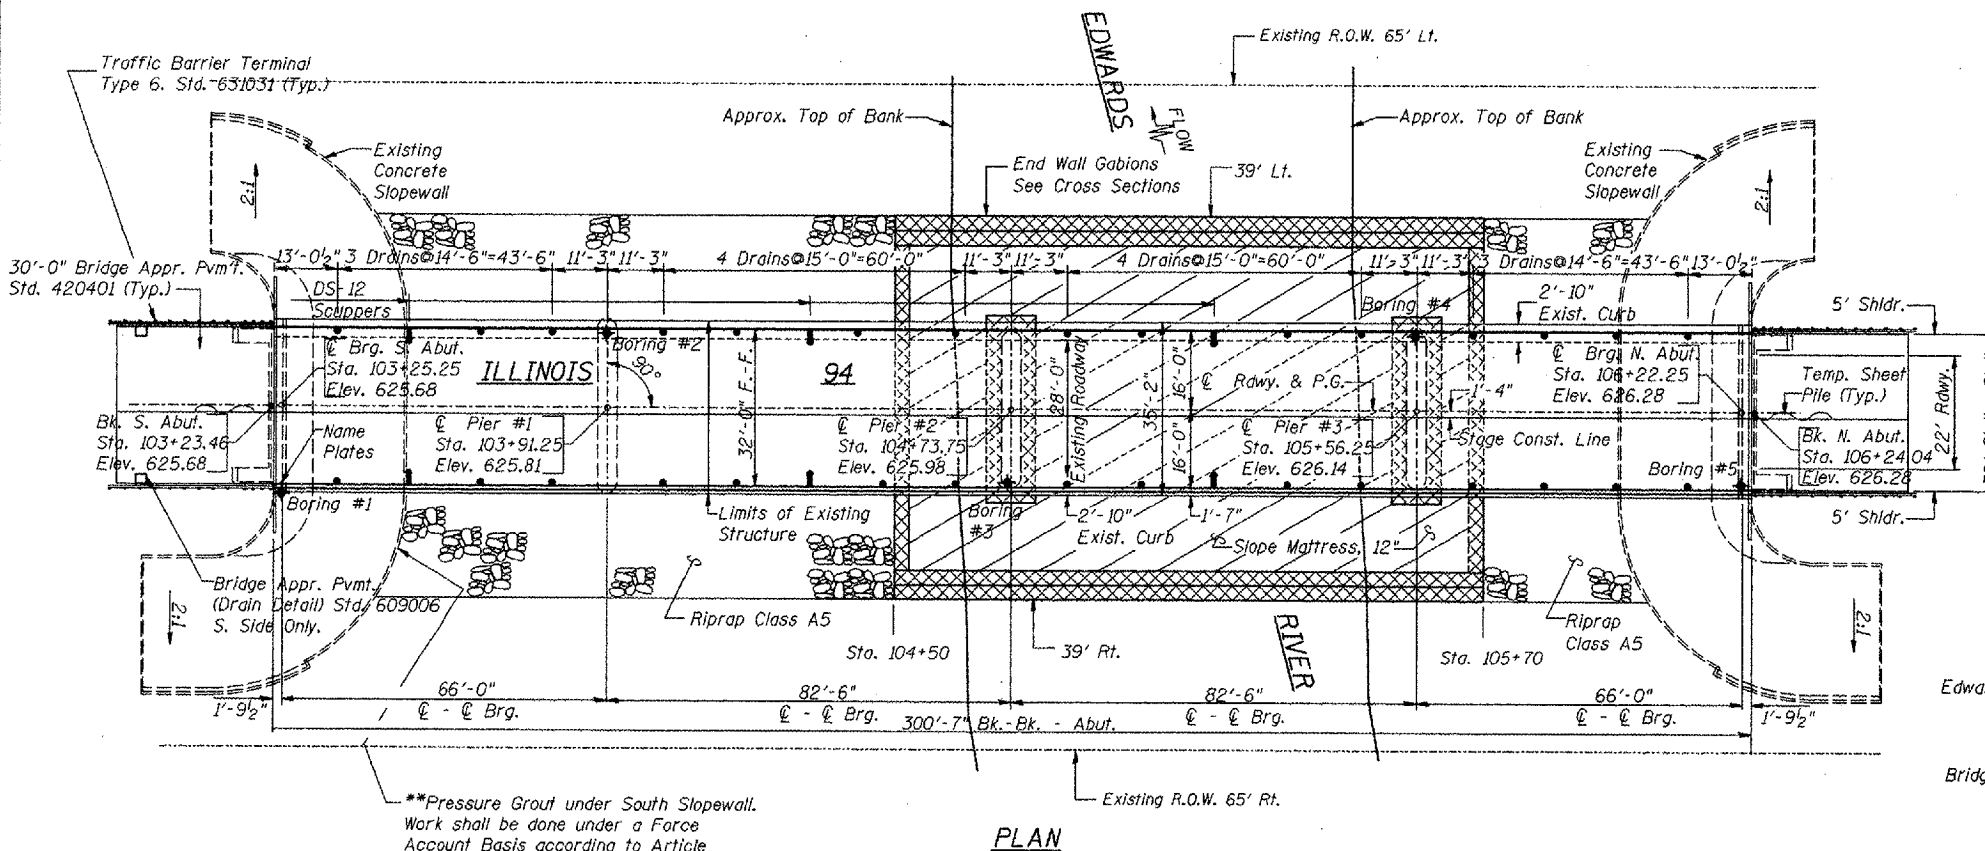 Traffic Barrier Terminal
Type 6. Std. 631031 (Typ.)
Existing R.O.W. 65' Lt.
EDWARDS
FLOW
Approx. Top of Bank
Approx. Top of Bank
Existing
Concrete
Slopewall
2:1
End Wall Gabions
See Cross Sections
39' Lt.
Existing
Concrete
Slopewall
2:1
30'-0" Bridge Appr. Pvm't.
Std. 420401 (Typ.)
13'-0½" 3 Drains@14'-6"=43'-6" 11'-3" 11'-3" 4 Drains@15'-0"=60'-0" 11'-3" 11'-3" 4 Drains@15'-0"=60'-0" 11'-3" 11'-3" 3 Drains@14'-6"=43'-6" 13'-0½"
DS-12
Scuppers
Boring #4
2'-10"
Exist. Curb
5' Shldr.
Boring #2
℄ Brg. S. Abut.
Sta. 103+25.25
Elev. 625.68
ILLINOIS
90°
94
32'-0" F.-F.
28'-0"
Existing Roadway
35'-2"
16'-0"
16'-0"
℄ Rdwy. & P.G.
1'-4"
Stage Const. Line
℄ Brg. N. Abut.
Sta. 106+22.25
Elev. 626.28
Temp. Sheet
Pile (Typ.)
22' Rdwy.
Bk. S. Abut.
Sta. 103+23.46
Elev. 625.68
Name
Plates
℄ Pier #1
Sta. 103+91.25
Elev. 625.81
℄ Pier #2
Sta. 104+73.75
Elev. 625.98
℄ Pier #3
Sta. 105+56.25
Elev. 626.14
Bk. N. Abut.
Sta. 106+24.04
Elev. 626.28
Boring #5
Boring #1
Limits of Existing
Structure
Boring
#3
2'-10"
Exist. Curb
1'-7"
Slope Mattress, 12"
5' Shldr.
Bridge Appr. Pvmt.
(Drain Detail) Std. 609006
S. Side Only.
2:1
Riprap Class A5
Sta. 104+50
39' Rt.
RIVER
Sta. 105+70
Riprap
Class A5
2:1
1'-9½"
66'-0"
℄ - ℄ Brg.
82'-6"
℄ - ℄ Brg.
82'-6"
℄ - ℄ Brg.
66'-0"
℄ - ℄ Brg.
1'-9½"
300'-7" Bk.-Bk. - Abut.
Edwa
Bridg
**Pressure Grout under South Slopewall.
Work shall be done under a Force
Account Basis according to Article
Existing R.O.W. 65' Rt.
PLAN